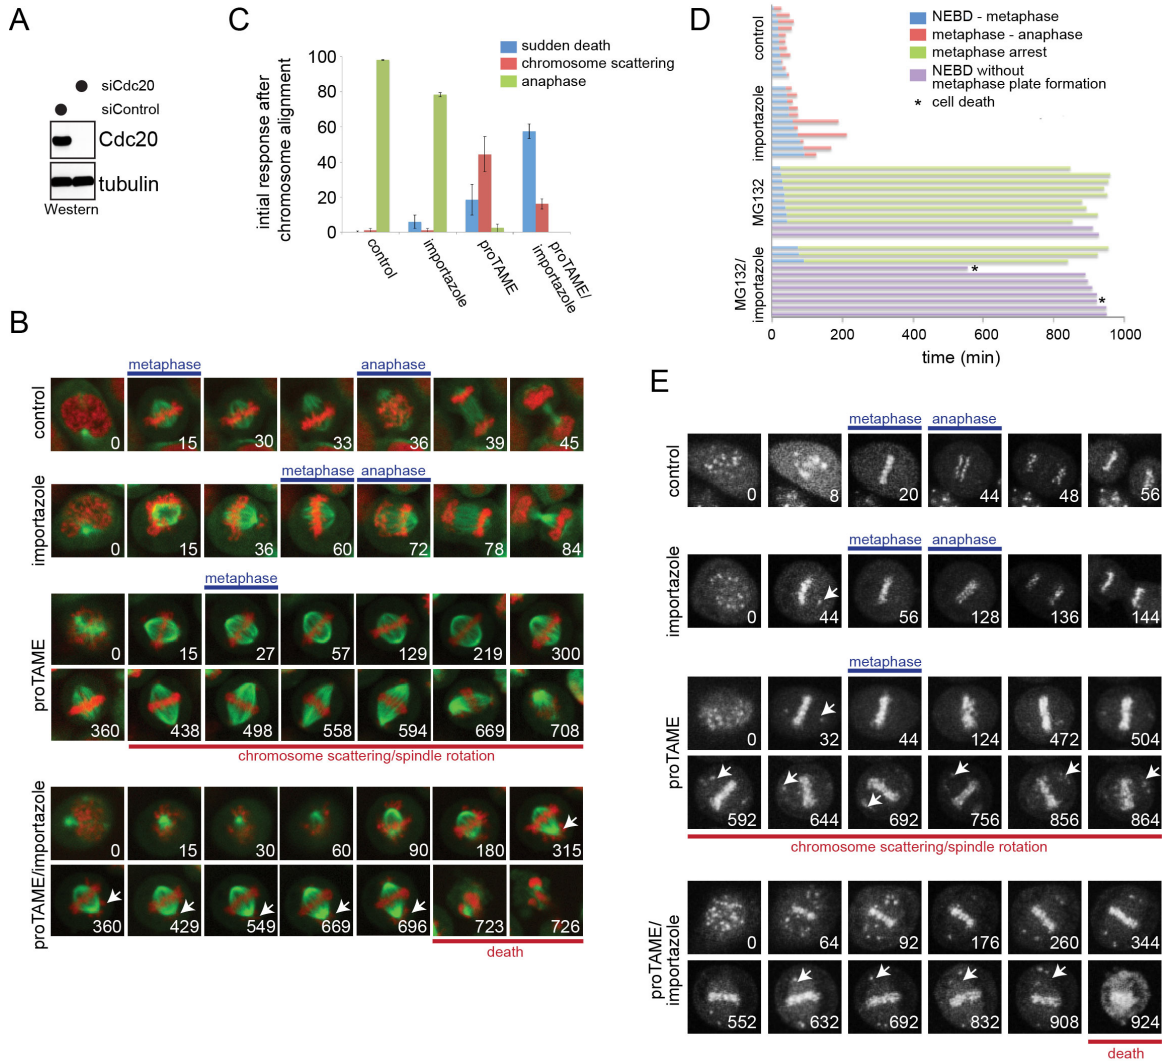 A
siCdc20
siControl
Cdc20
tubulin
Western
C
intial response after
chromosome alignment
100
80
60
40
20
0
sudden death
chromosome scattering
anaphase
control
importazole
proTAME
proTAME/
importazole
D
control
importazole
MG132
MG132/
importazole
NEBD - metaphase
metaphase - anaphase
metaphase arrest
NEBD without
metaphase plate formation
* cell death
*
*
0 200 400 600 800 1000
time (min)
B
metaphase anaphase
control
0 15 30 33 36 39 45
metaphase anaphase
importazole
0 15 36 60 72 78 84
metaphase
proTAME
0 15 27 57 129 219 300
360 438 498 558 594 669 708
chromosome scattering/spindle rotation
proTAME/importazole
0 15 30 60 90 180 315
360 429 549 669 696 723 726
death
E
metaphase anaphase
control
0 8 20 44 48 56
metaphase anaphase
importazole
0 44 56 128 136 144
metaphase
proTAME
0 32 44 124 472 504
592 644 692 756 856 864
chromosome scattering/spindle rotation
proTAME/
importazole
0 64 92 176 260 344
552 632 692 832 908 924
death